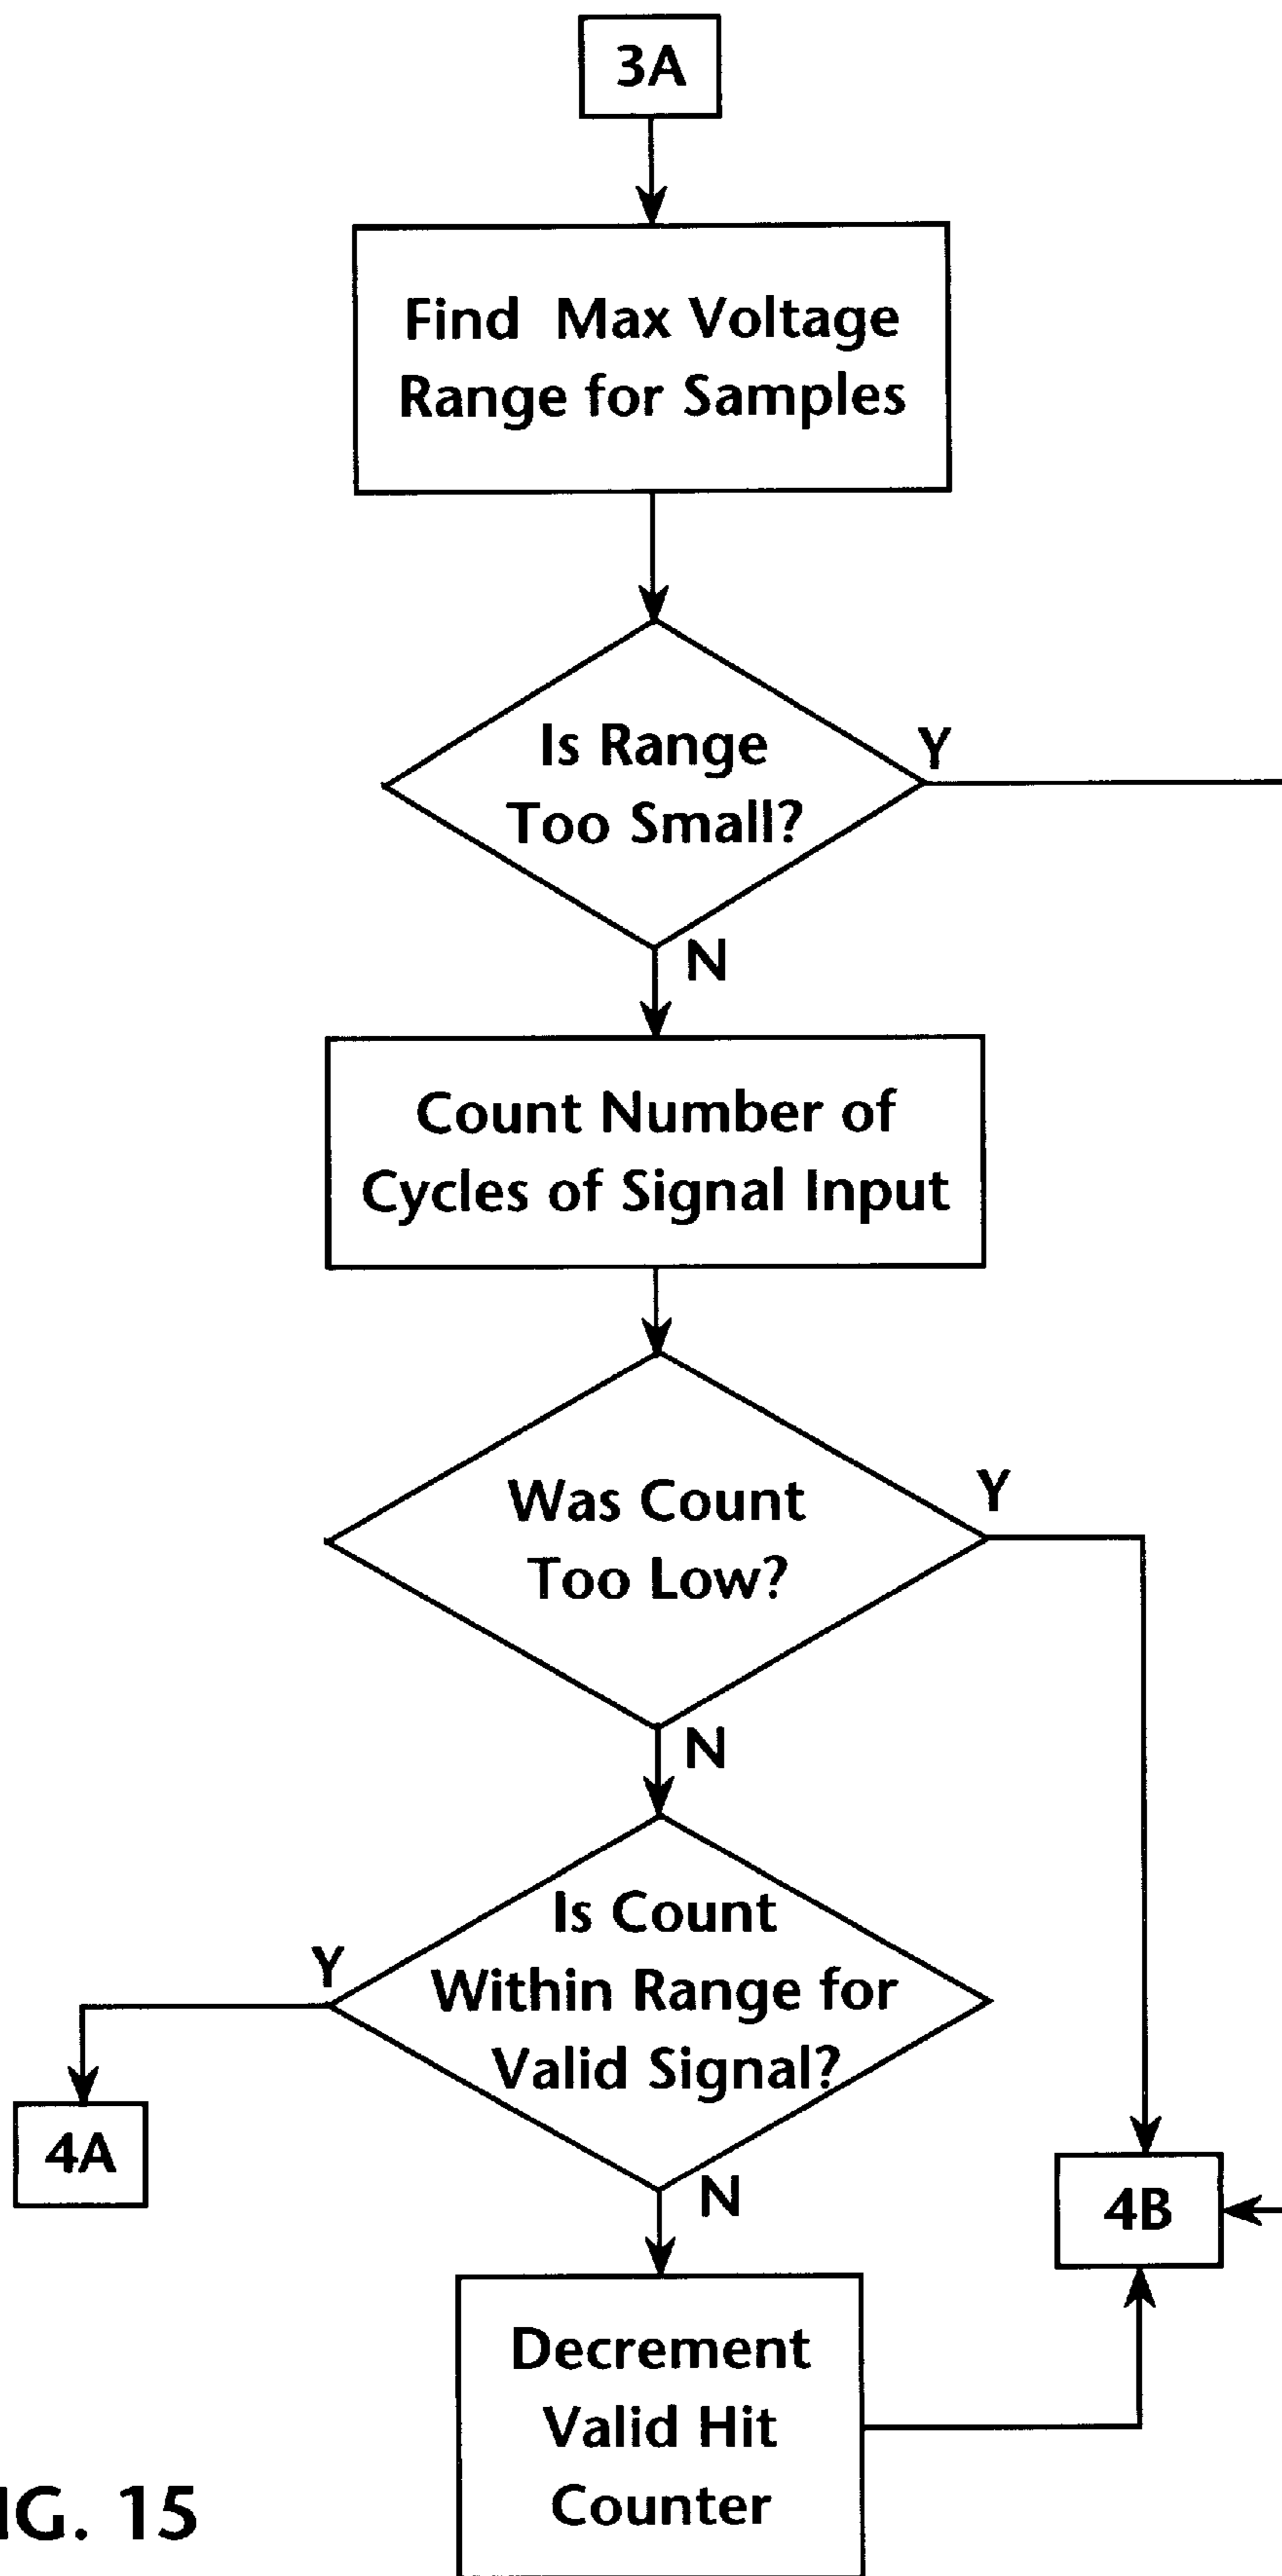 3A
Find Max Voltage
Range for Samples
Is Range
Too Small?
Y
N
Count Number of
Cycles of Signal Input
Was Count
Too Low?
Y
N
Is Count
Within Range for
Valid Signal?
Y
N
4A
4B
Decrement
Valid Hit
Counter
IG. 15